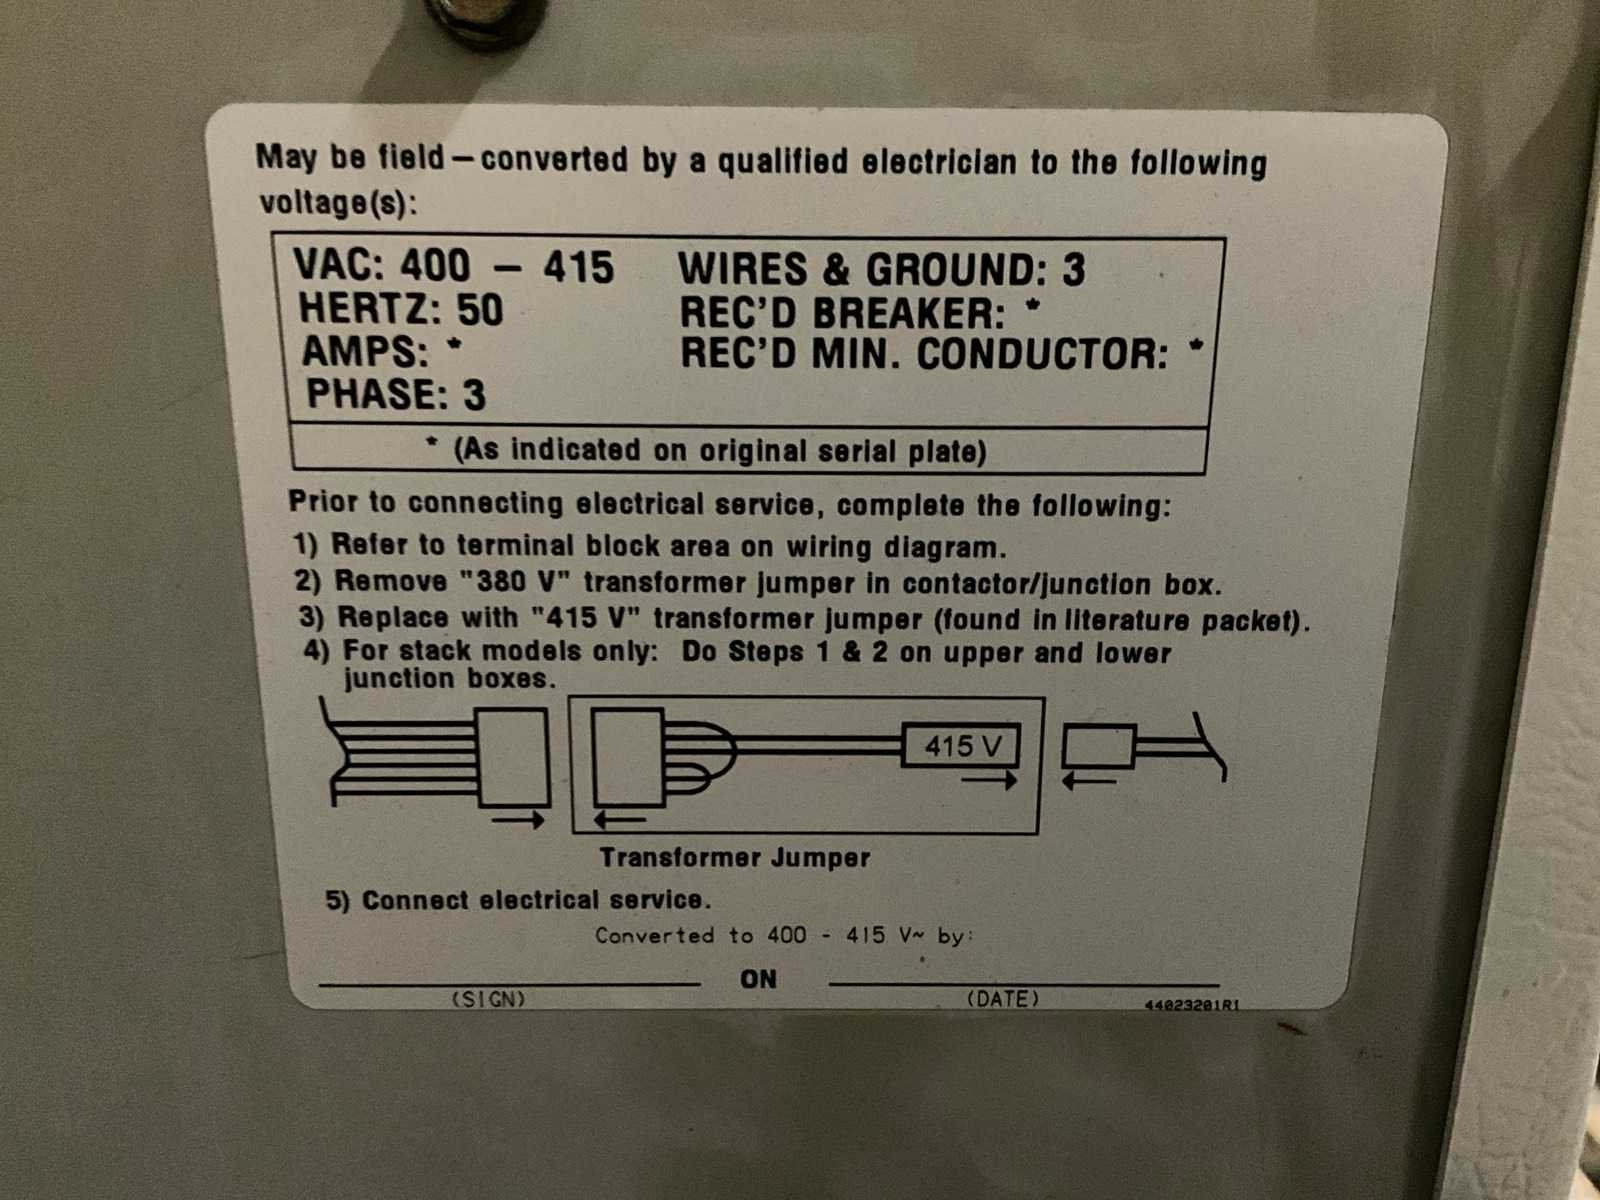 May be field – converted by a qualified electrician to the following
voltage(s):
VAC: 400 – 415 WIRES & GROUND: 3
HERTZ: 50 REC'D BREAKER: *
AMPS: * REC'D MIN. CONDUCTOR: *
PHASE: 3
* (As indicated on original serial plate)
Prior to connecting electrical service, complete the following:
1) Refer to terminal block area on wiring diagram.
2) Remove "380 V" transformer jumper in contactor/junction box.
3) Replace with "415 V" transformer jumper (found in literature packet).
4) For stack models only: Do Steps 1 & 2 on upper and lower
junction boxes.
415 V
Transformer Jumper
5) Connect electrical service.
Converted to 400 - 415 V~ by:
ON
(SIGN) (DATE) 44023201R1